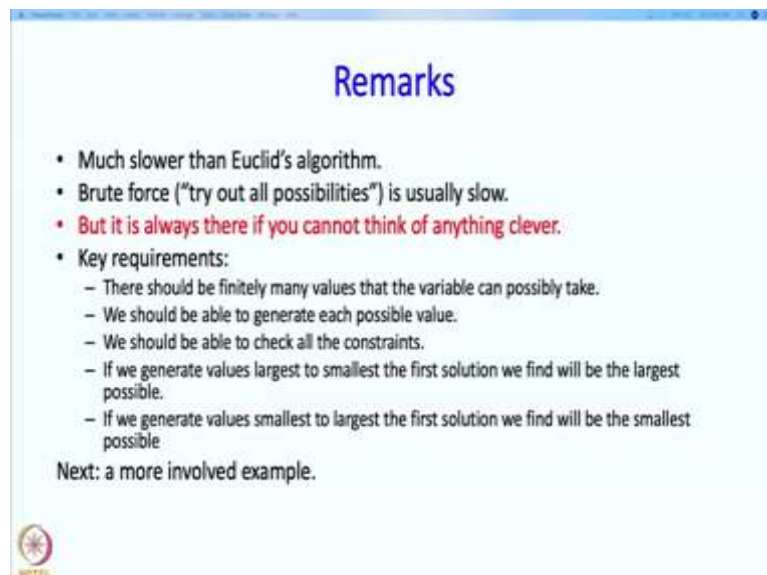 Remarks
• Much slower than Euclid's algorithm.
• Brute force ("try out all possibilities") is usually slow.
• But it is always there if you cannot think of anything clever.
• Key requirements:
– There should be finitely many values that the variable can possibly take.
– We should be able to generate each possible value.
– We should be able to check all the constraints.
– If we generate values largest to smallest the first solution we find will be the largest
possible.
– If we generate values smallest to largest the first solution we find will be the smallest
possible
Next: a more involved example.
NPTEL